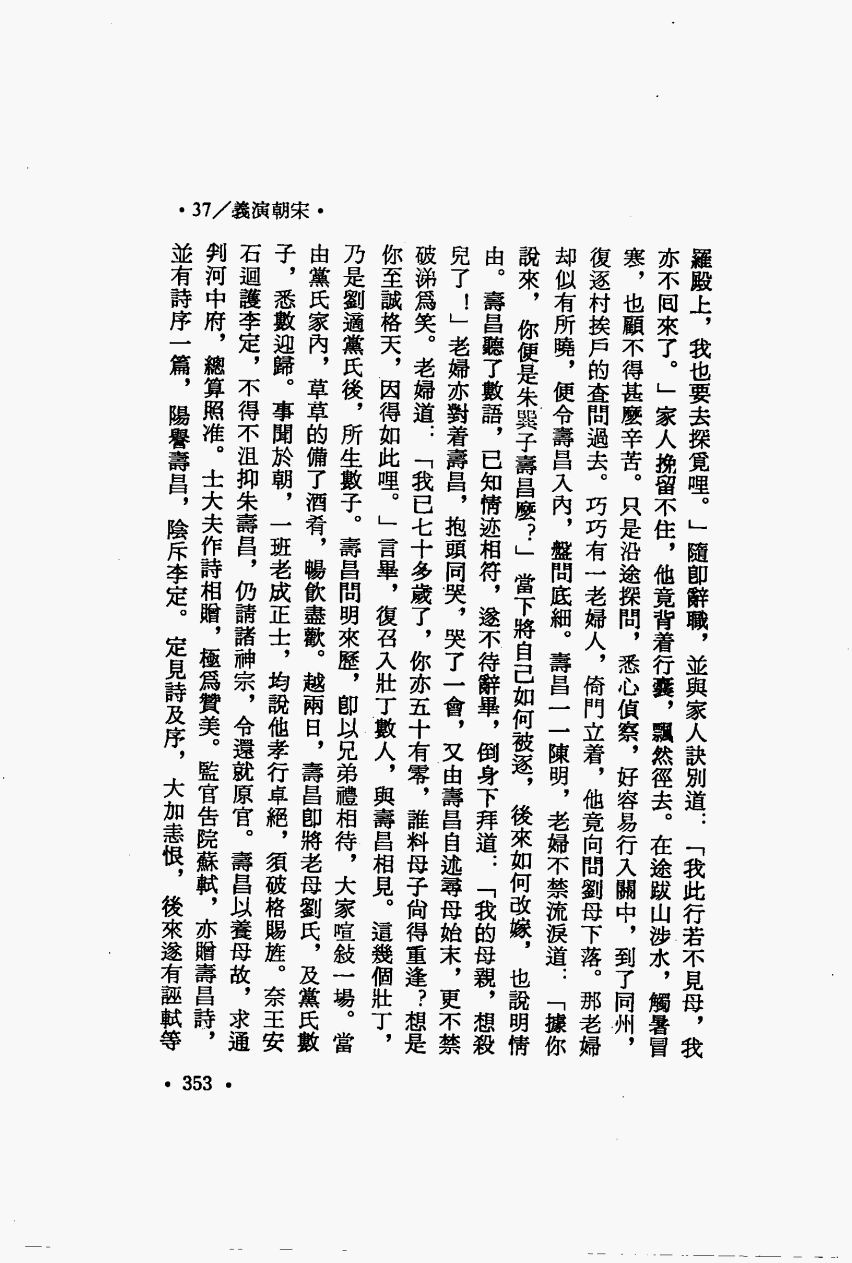 •37/義演朝宋•
羅殿上，我也要去探覓哩。」隨卽辭職，並與家人訣別道：「我此行若不見母，我
亦不囘來了。」家人挽留不住，他竟背着行囊，飄然徑去。在途跋山涉水，觸暑冒
寒，也顧不得甚麼辛苦。只是沿途探問，悉心偵察，好容易行入關中，到了同州，
復逐村挨戶的査問過去。巧巧有一老婦人，倚門立着，他竟向問劉母下落。那老婦
却似有所曉，便令壽昌入內，盤問底細。壽昌一一陳明，老婦不禁流淚道：「據你
說來，你便是朱巽子壽昌麼？」當下將自己如何被逐，後來如何改嫁，也說明情
由。壽昌聽了數語，已知情迹相符，遂不待辭畢，倒身下拜道：「我的母親，想殺
兒了！」老婦亦對着壽昌，抱頭同哭，哭了一會，又由壽昌自述尋母始末，更不禁
破涕爲笑。老婦道：「我已七十多歲了，你亦五十有零，誰料母子尙得重逢？想是
你至誠格天，因得如此哩。」言畢，復召入壯丁數人，與壽昌相見。這幾個壯丁，
乃是劉適黨氏後，所生數子。壽昌問明來歷，卽以兄弟禮相待，大家喧敍一場。當
由黨氏家內，草草的備了酒肴，暢飮盡歡。越兩日，壽昌卽將老母劉氏，及黨氏數
子，悉數迎歸。事聞於朝，一班老成正士，均說他孝行卓絕，須破格賜旌。奈王安
石迴護李定，不得不沮抑朱壽昌，仍請諸神宗，令還就原官。壽昌以養母故，求通
判河中府，總算照准。士大夫作詩相贈，極爲贊美。監官告院蘇軾，亦贈壽昌詩，
並有詩序一篇，陽譽壽昌，陰斥李定。定見詩及序，大加恚恨，後來遂有誣軾等
•353•